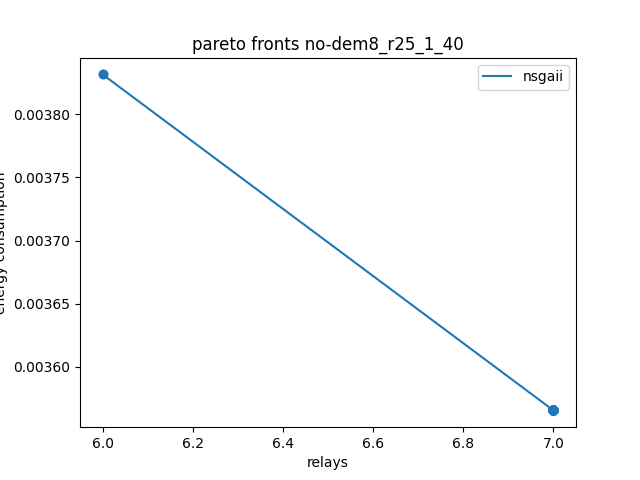 pareto fronts no-dem8_r25_1_40
nsgaii
0.00380
0.00375
0.00370
0.00365
0.00360
energy consumption
6.0 6.2 6.4 6.6 6.8 7.0
relays